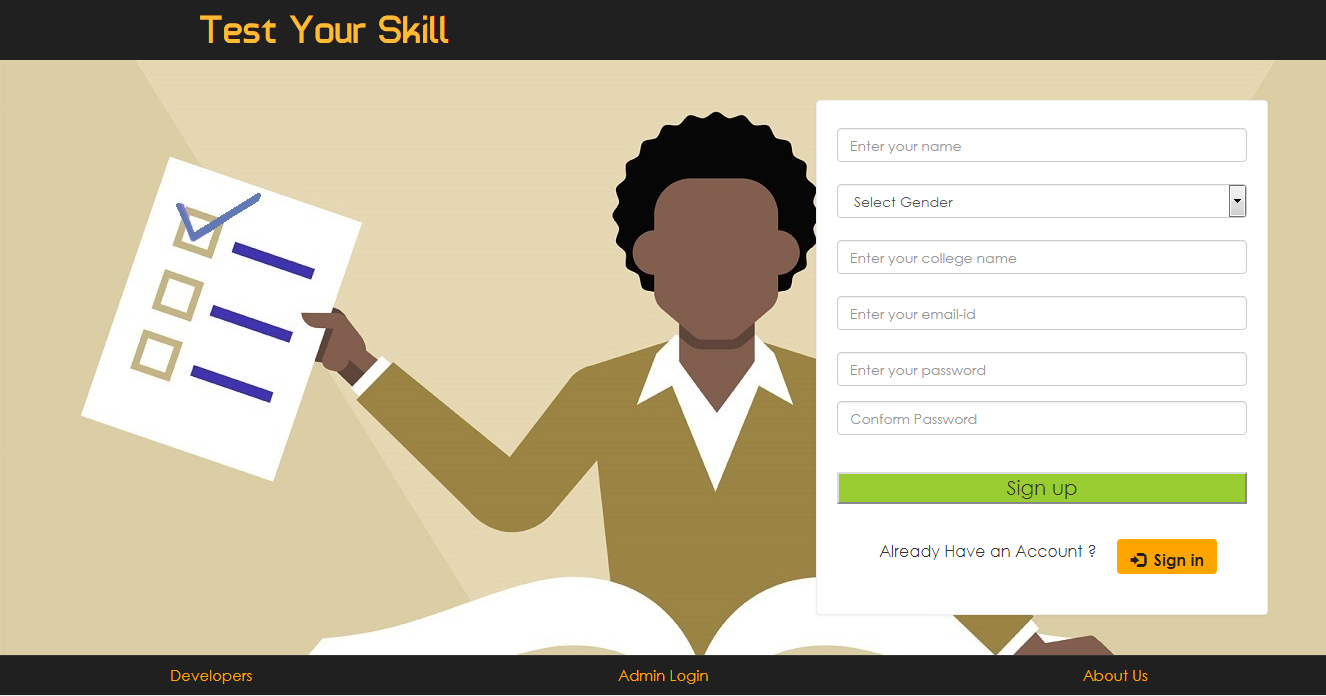 Test Your Skill
Enter your name
Select Gender
Enter your college name
Enter your email-id
Enter your password
Conform Password
Sign up
Already Have an Account ?
Sign in
Developers
Admin Login
About Us